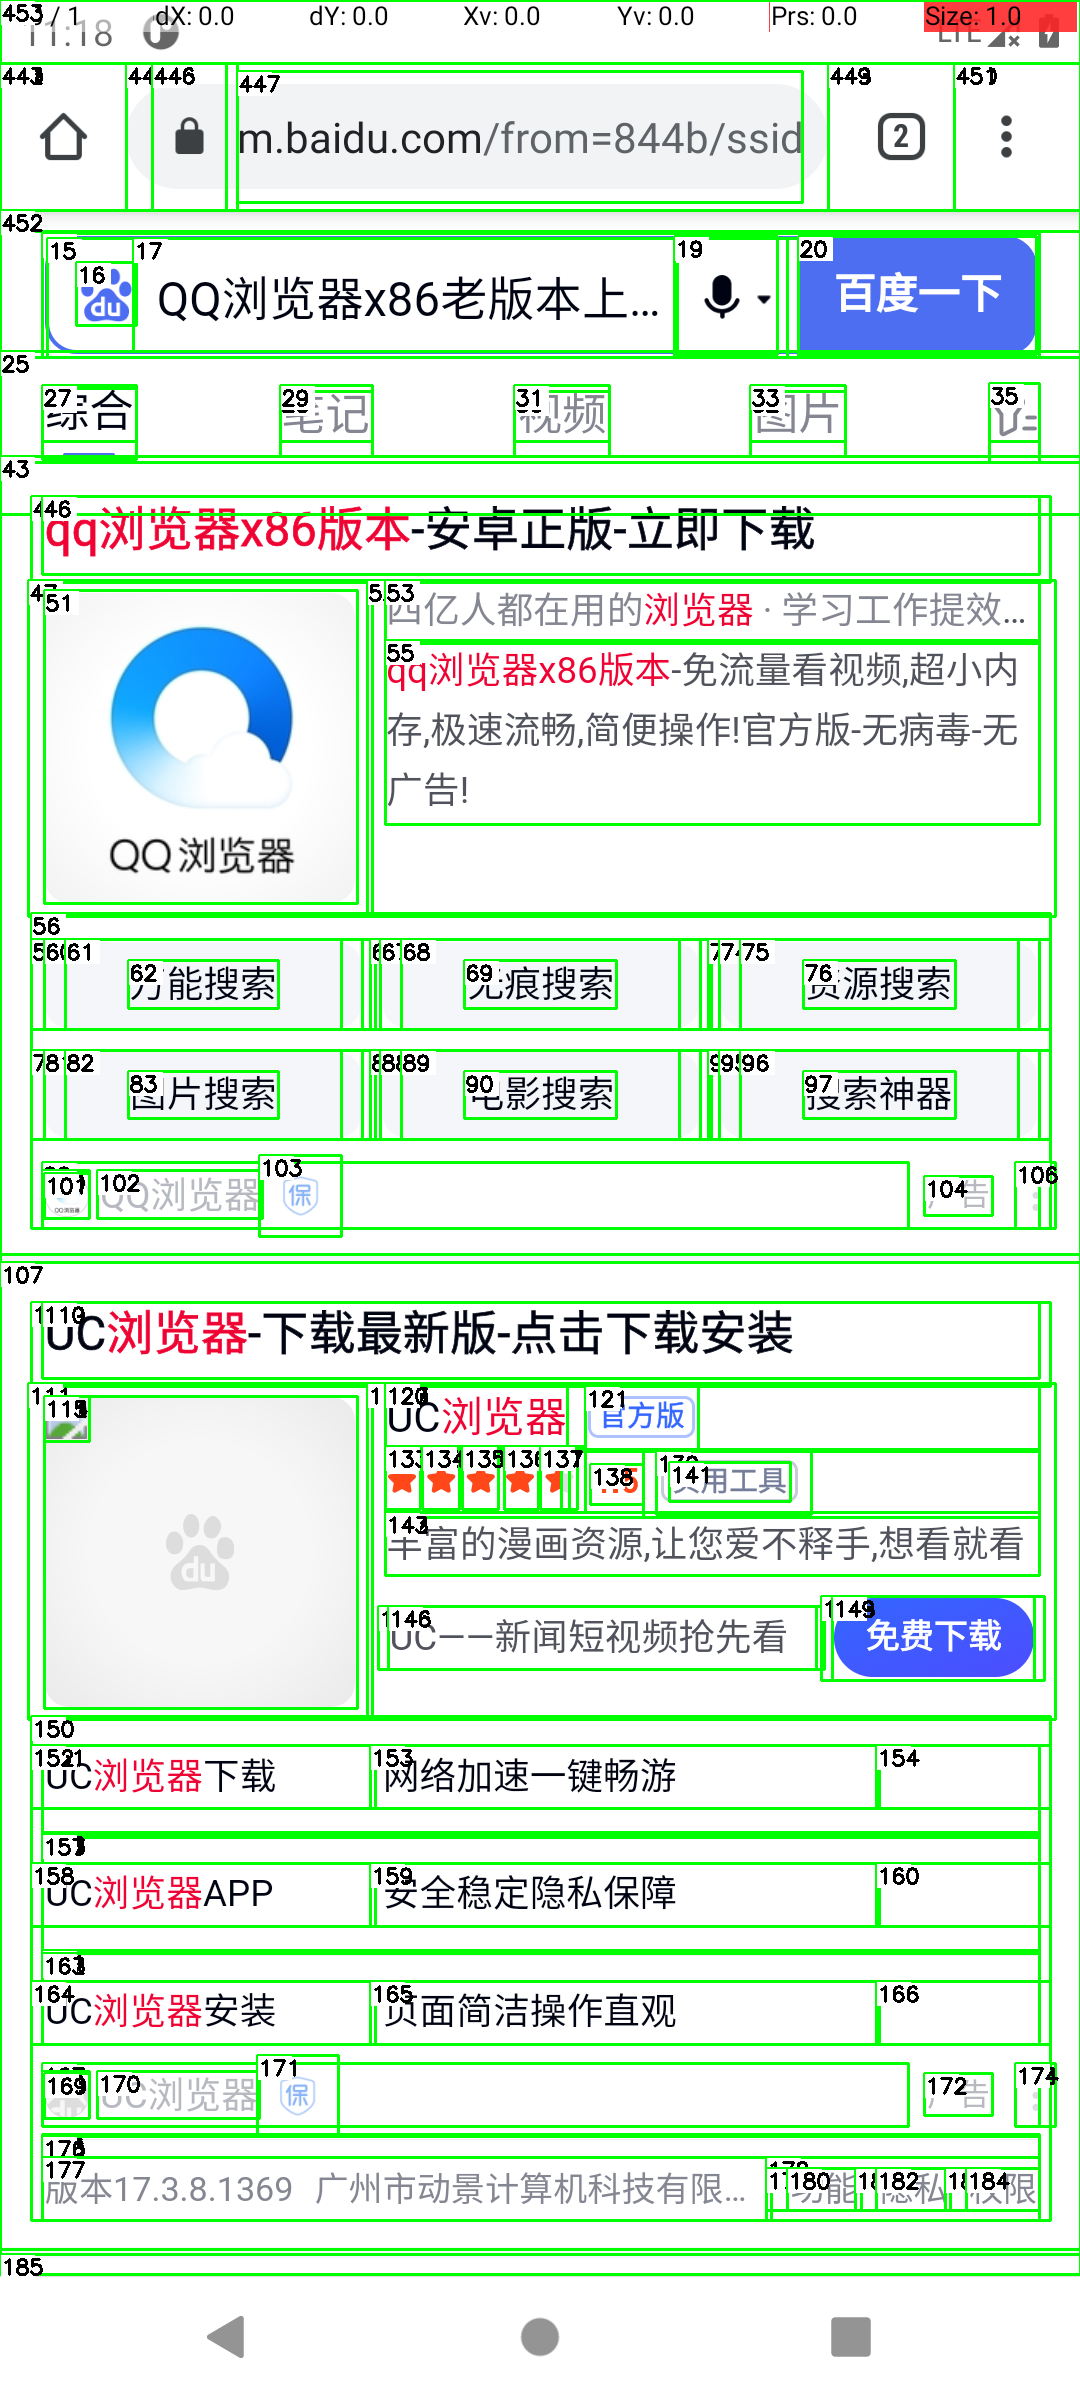 453 / 1 dX: 0.0 dY: 0.0 Xv: 0.0 Yv: 0.0 Prs: 0.0 Size: 1.0
11:18 LTE
446 447 449 451
m.baidu.com/from=844b/ssid
2
452
15 16 17 19 20
QQ浏览器x86老版本上... 百度一下
25
27 29 31 33 35
综合 笔记 视频 图片
43
446
qq浏览器x86版本-安卓正版-立即下载
51 53
四亿人都在用的浏览器 · 学习工作提效...
55
qq浏览器x86版本-免流量看视频,超小内
存,极速流畅,简便操作!官方版-无病毒-无
广告!
QQ浏览器
56
61 68 75
62 69 76
万能搜索 无痕搜索 资源搜索
78 82 89 96
83 90 97
图片搜索 电影搜索 搜索神器
101 102 103 104 106
QQ浏览器 保 广告
107
1110
UC浏览器-下载最新版-点击下载安装
111 120 121
UC浏览器 官方版
133 134 135 136 137 138 141
实用工具
143
丰富的漫画资源,让您爱不释手,想看就看
du
1146 1149
UC——新闻短视频抢先看 免费下载
150
153 154
UC浏览器下载 网络加速一键畅游
157
158 159 160
UC浏览器APP 安全稳定隐私保障
163
164 165 166
UC浏览器安装 页面简洁操作直观
169 170 171 172 174
UC浏览器 保 广告
176
177 180 182 184
版本17.3.8.1369 广州市动景计算机科技有限... 功能 隐私 权限
185